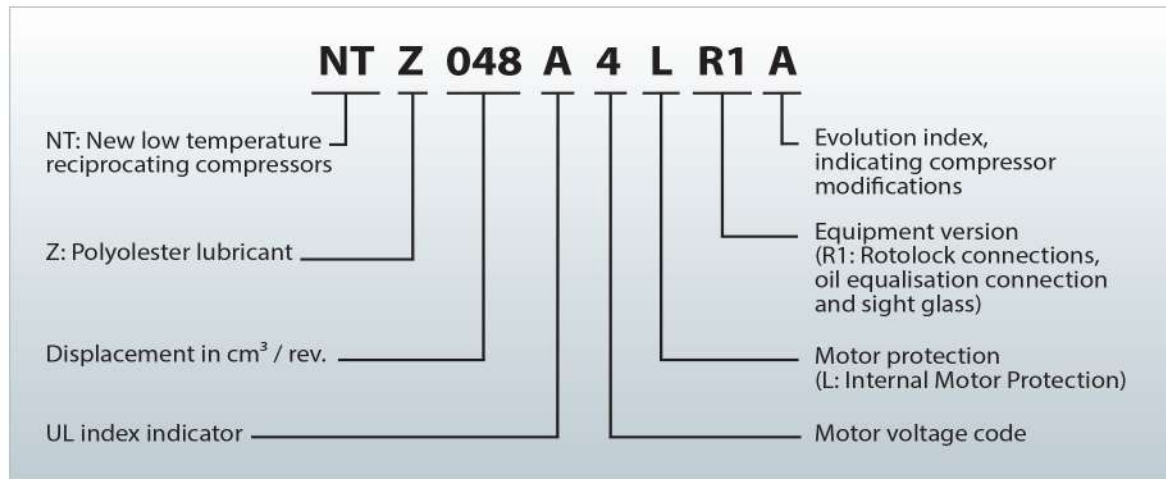 NT Z 048 A 4 L R1 A
NT: New low temperature
reciprocating compressors
Z: Polyolester lubricant
Displacement in cm³ / rev.
UL index indicator
Evolution index,
indicating compressor
modifications
Equipment version
(R1: Rotolock connections,
oil equalisation connection
and sight glass)
Motor protection
(L: Internal Motor Protection)
Motor voltage code